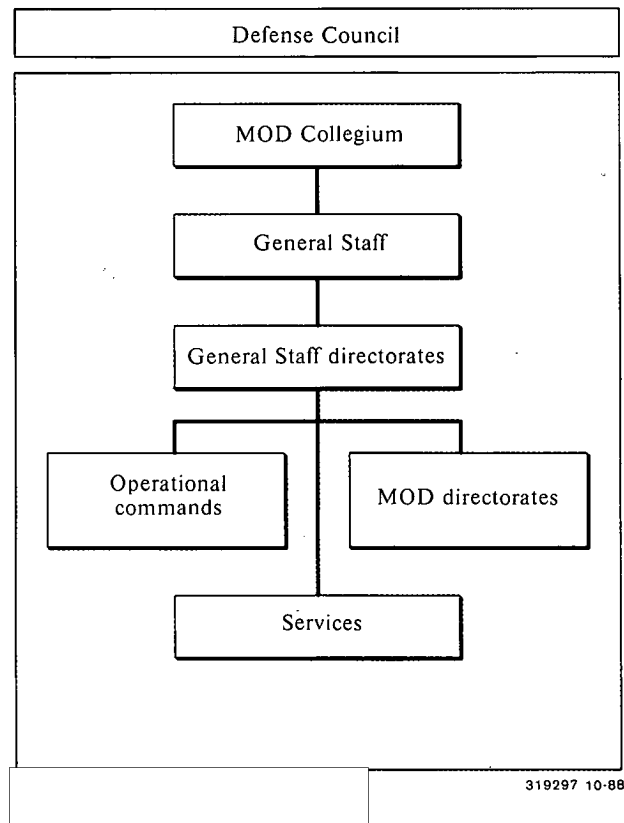 Defense Council
MOD Collegium
General Staff
General Staff directorates
Operational
commands
MOD directorates
Services
319297 10-88